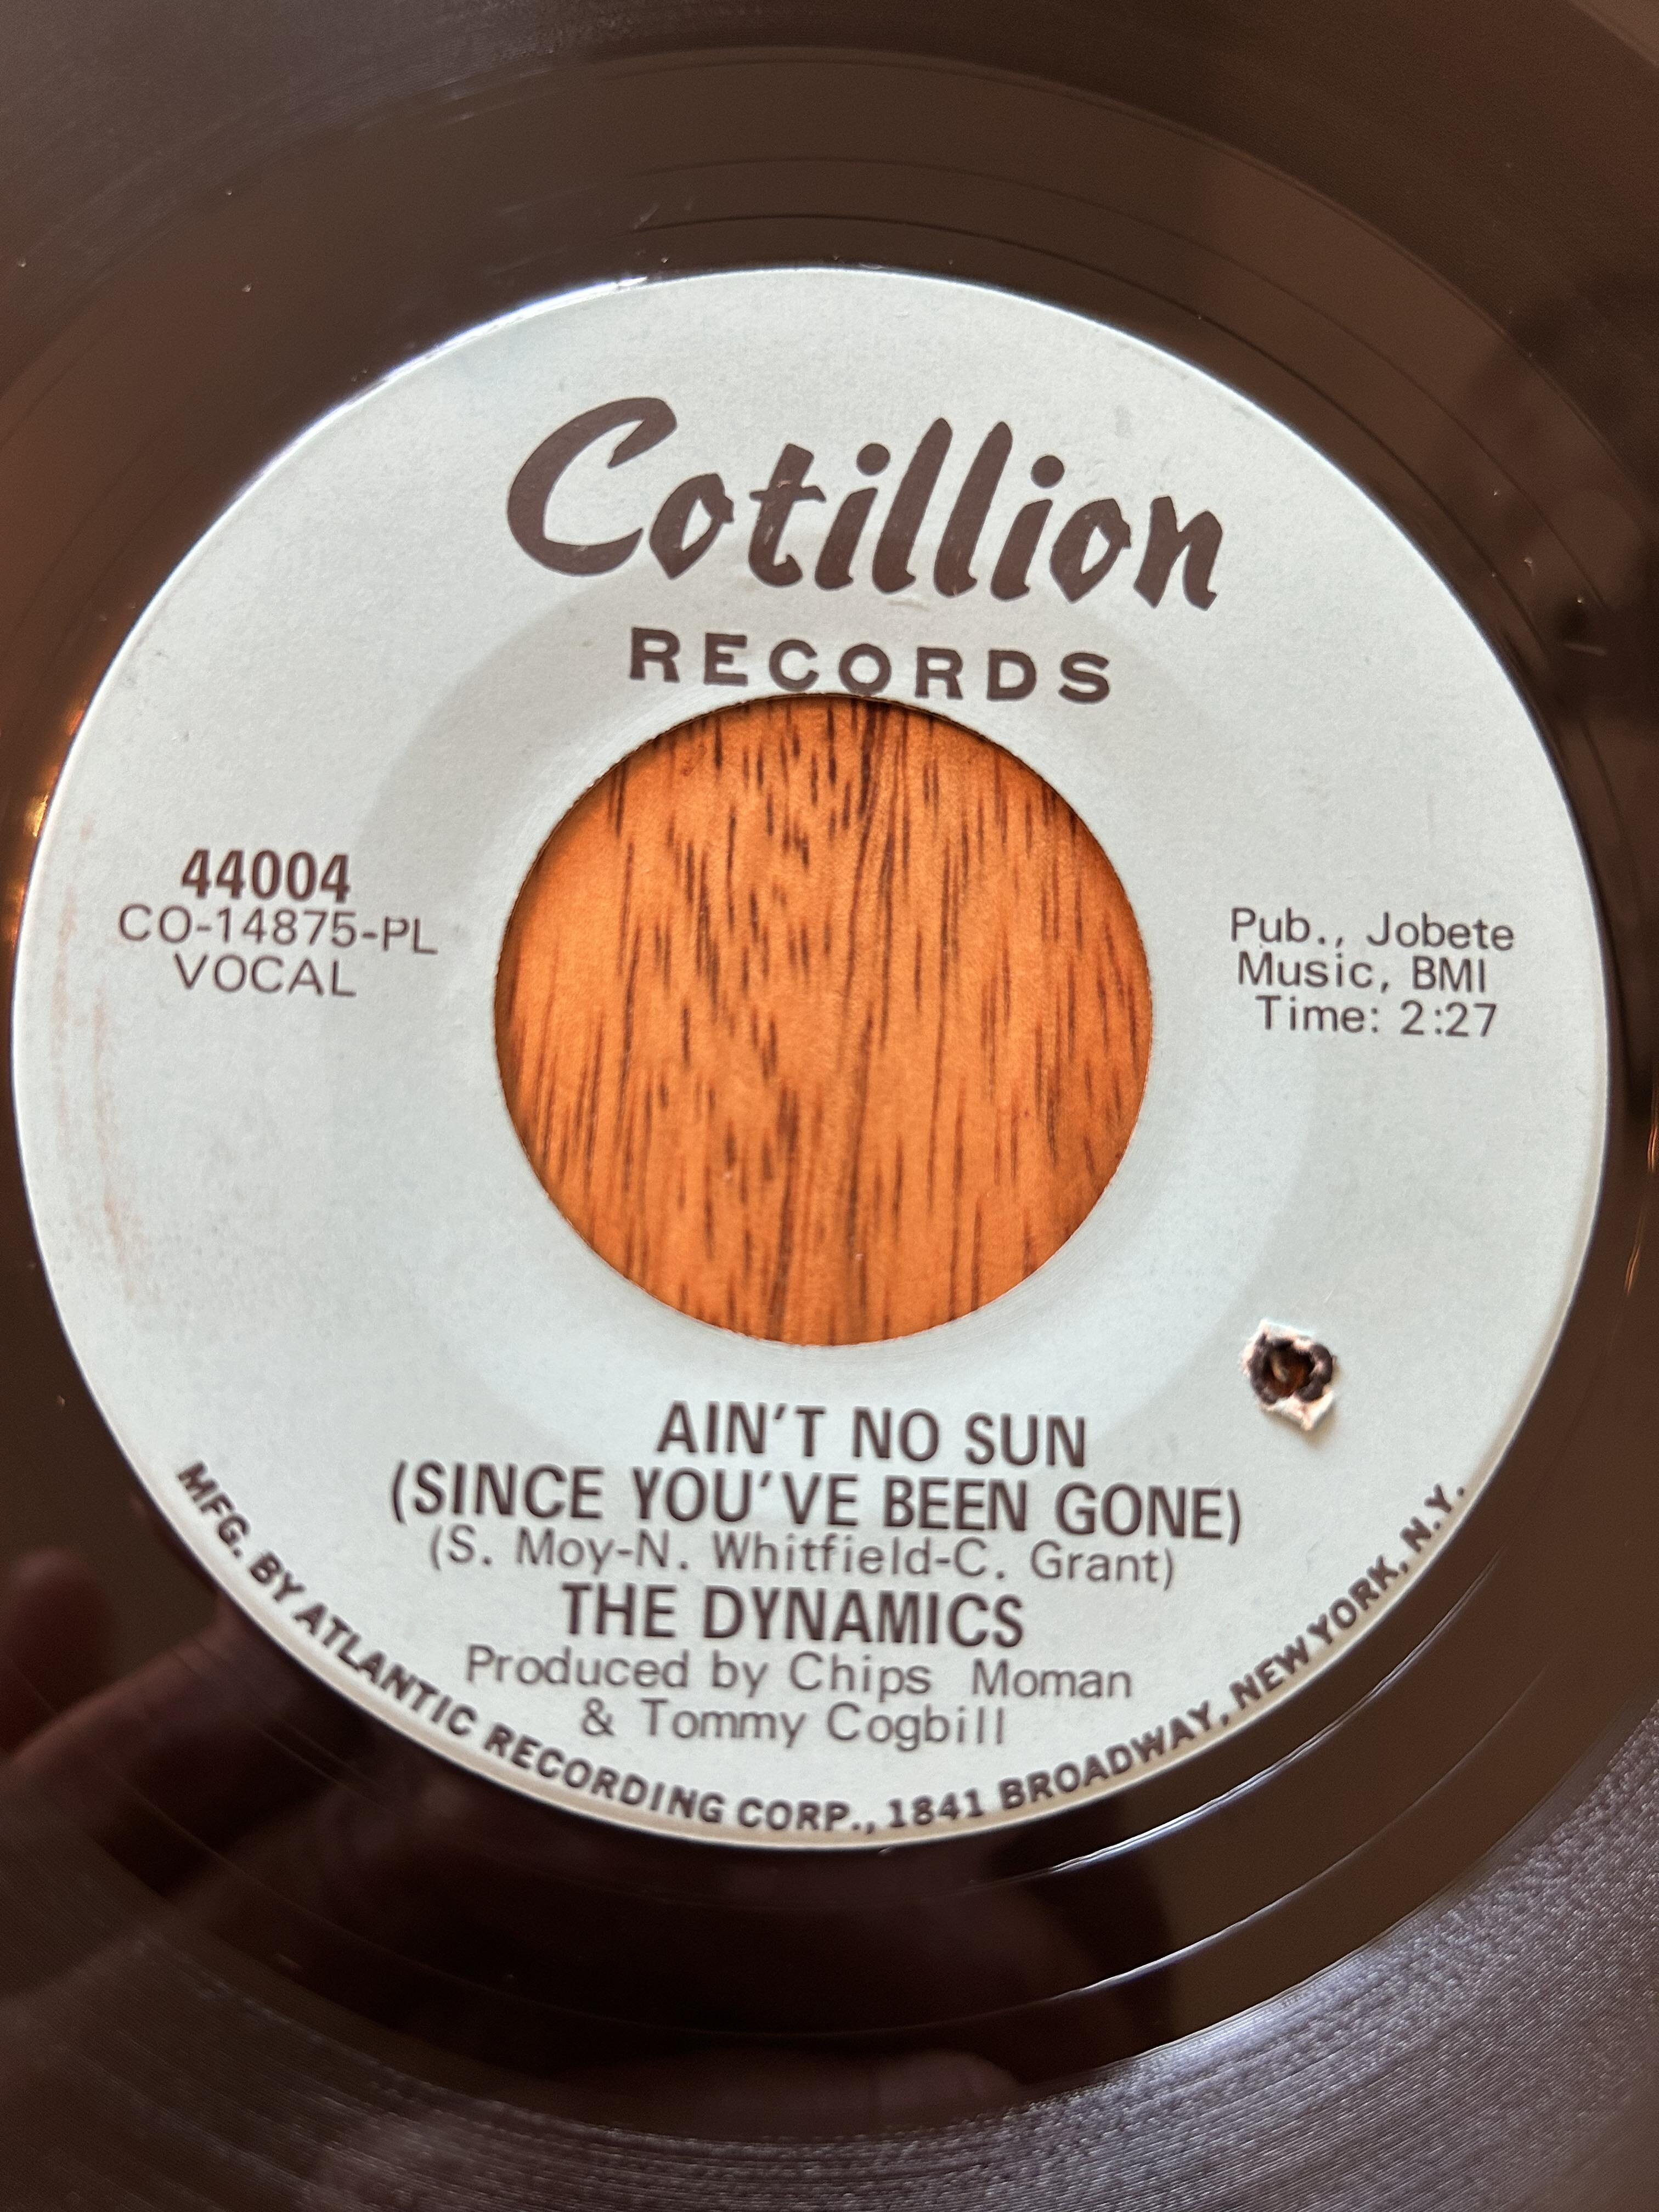 Cotillion
RECORDS
44004
CO-14875-PL
VOCAL
Pub., Jobete
Music, BMI
Time: 2:27
AIN'T NO SUN
(SINCE YOU'VE BEEN GONE)
(S. Moy-N. Whitfield-C. Grant)
THE DYNAMICS
Produced by Chips Moman
& Tommy Cogbill
MFG. BY ATLANTIC RECORDING CORP., 1841 BROADWAY, NEW YORK, N.Y.